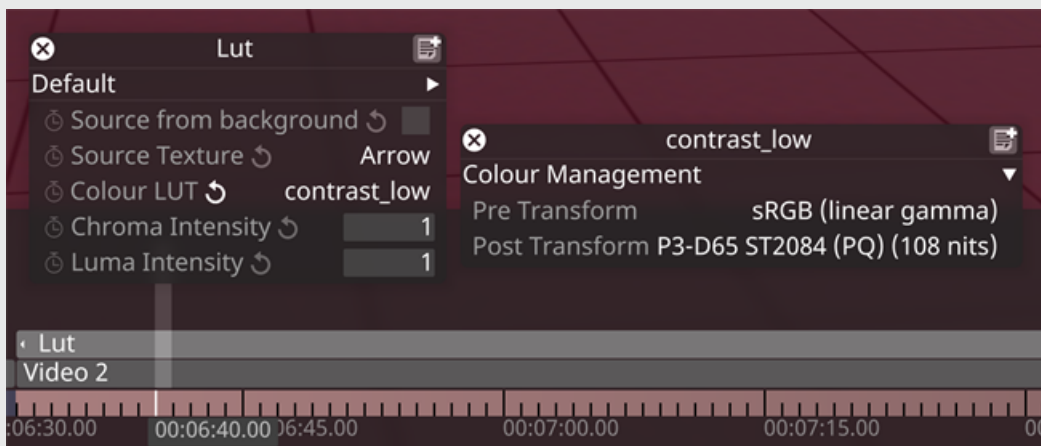 Lut
Default
Source from background
Source Texture Arrow
Colour LUT contrast_low
Chroma Intensity 1
Luma Intensity 1
contrast_low
Colour Management
Pre Transform sRGB (linear gamma)
Post Transform P3-D65 ST2084 (PQ) (108 nits)
Lut
Video 2
:06:30.00 00:06:40.00 06:45.00 00:07:00.00 00:07:15.00